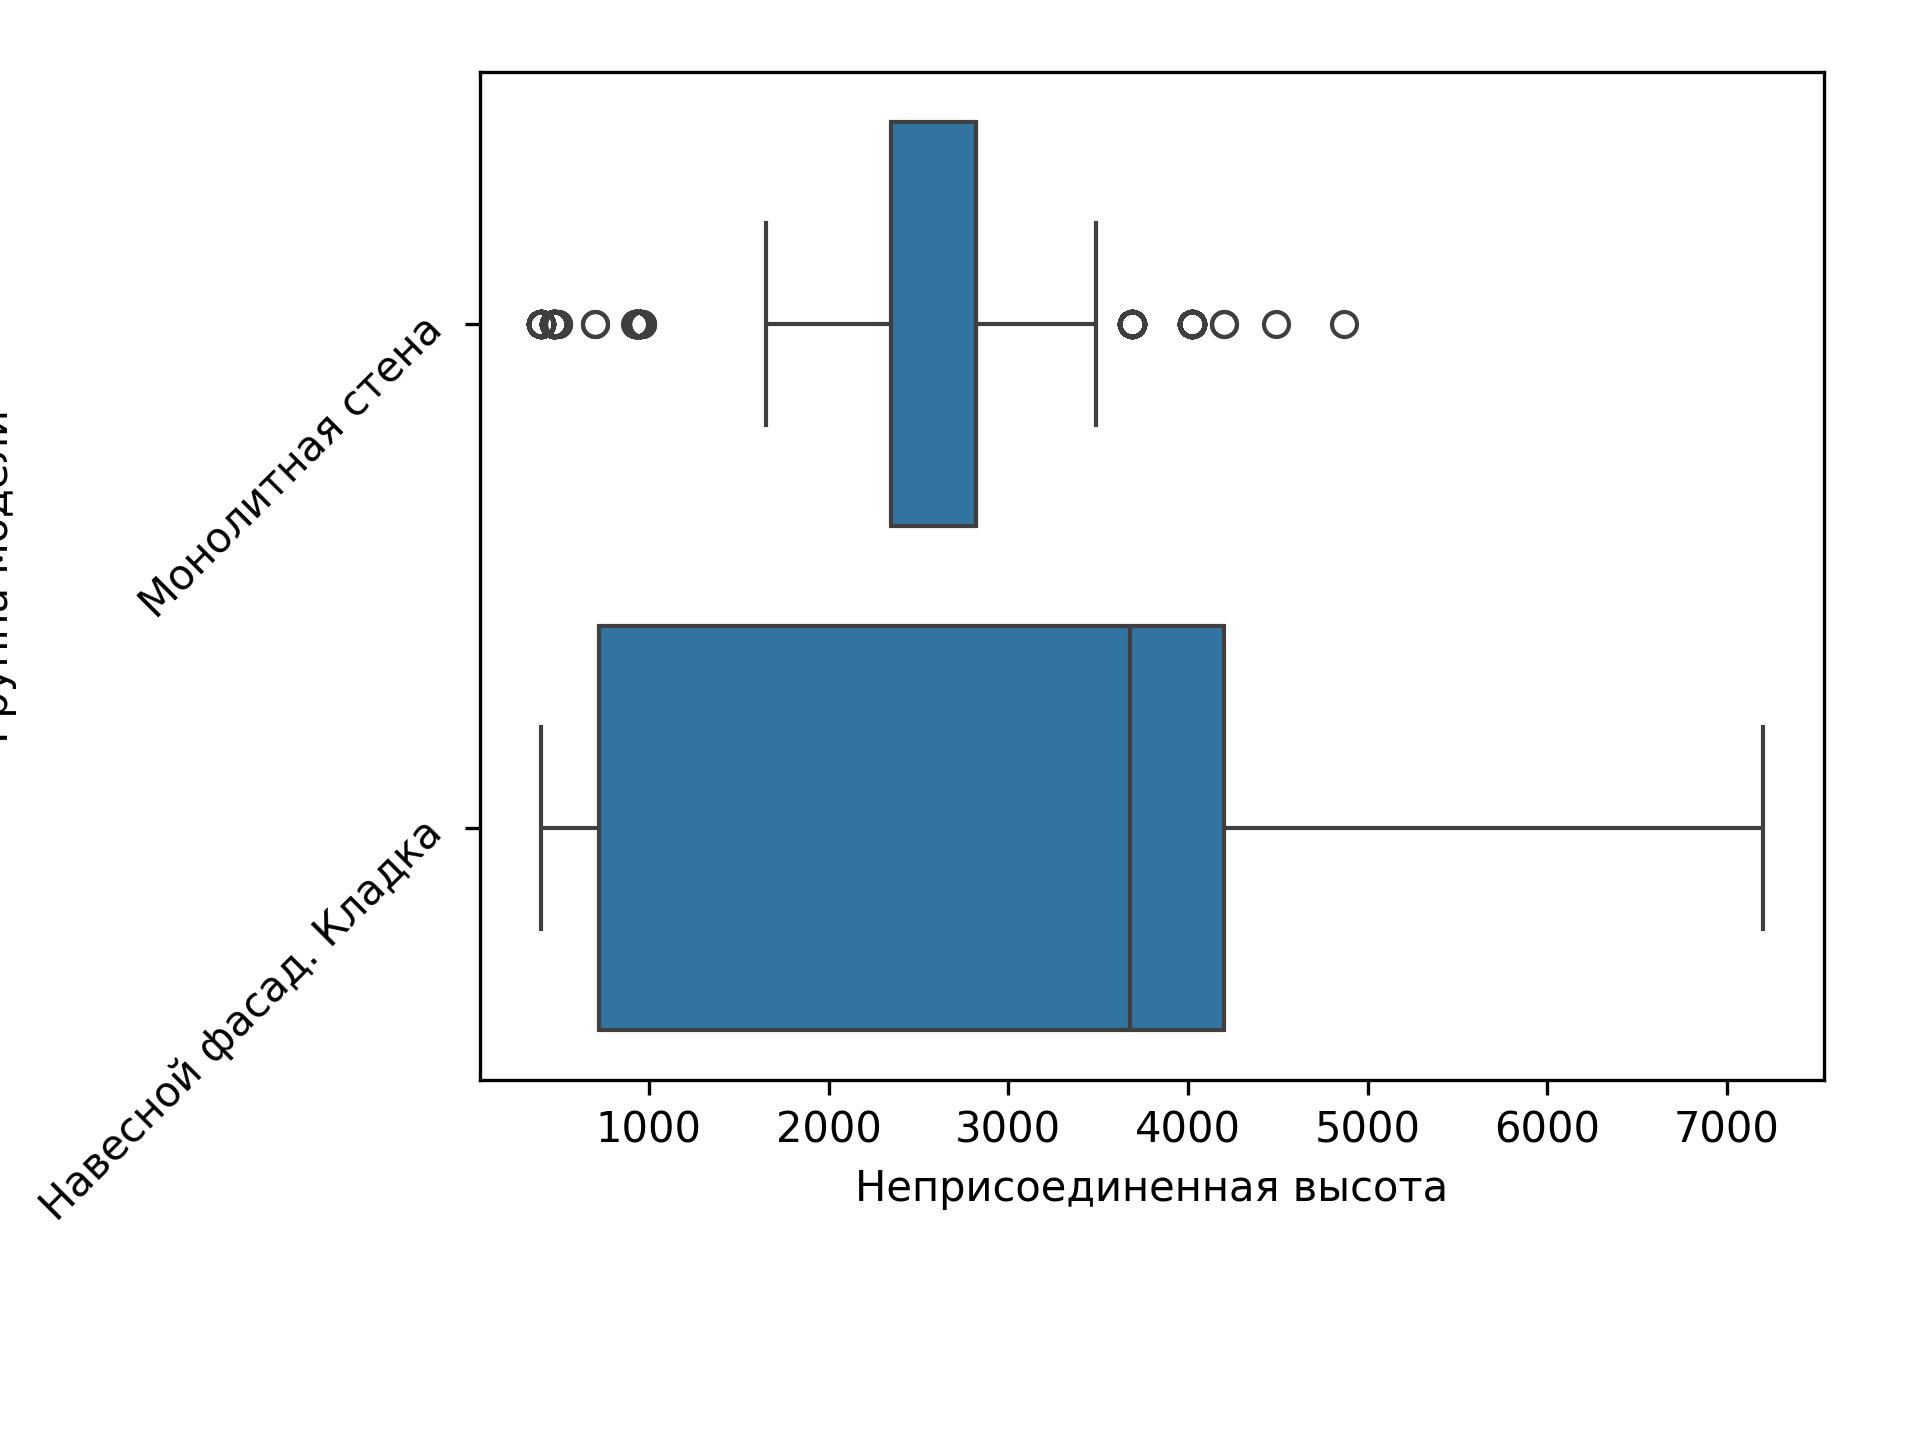 Монолитная стена
Навесной фасад. Кладка
1000 2000 3000 4000 5000 6000 7000
Неприсоединенная высота